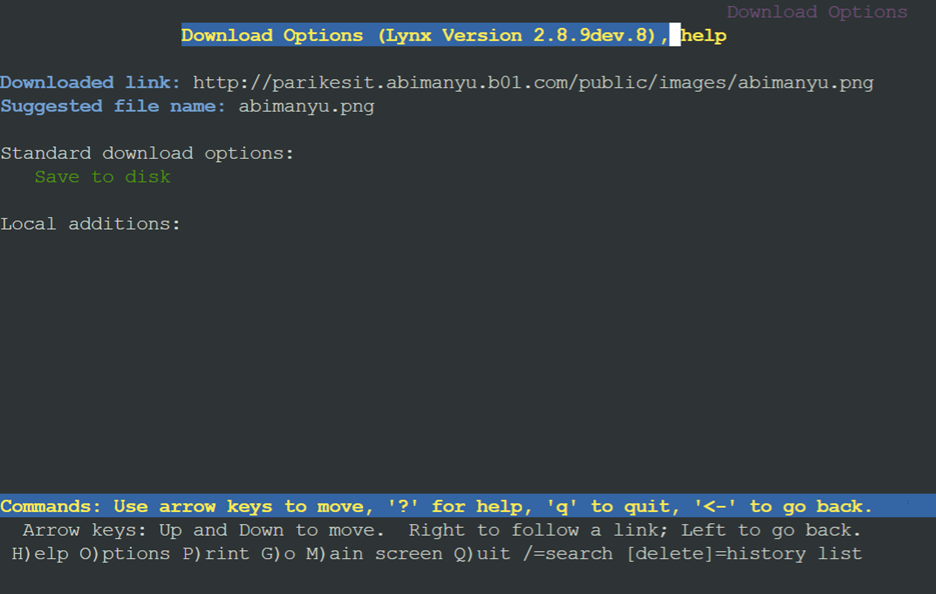 Download Options
Download Options (Lynx Version 2.8.9dev.8), help
Downloaded link: http://parikesit.abimanyu.b01.com/public/images/abimanyu.png
Suggested file name: abimanyu.png
Standard download options:
Save to disk
Local additions:
Commands: Use arrow keys to move, '?' for help, 'q' to quit, '<-' to go back.
Arrow keys: Up and Down to move.  Right to follow a link; Left to go back.
H)elp O)ptions P)rint G)o M)ain screen Q)uit /=search [delete]=history list